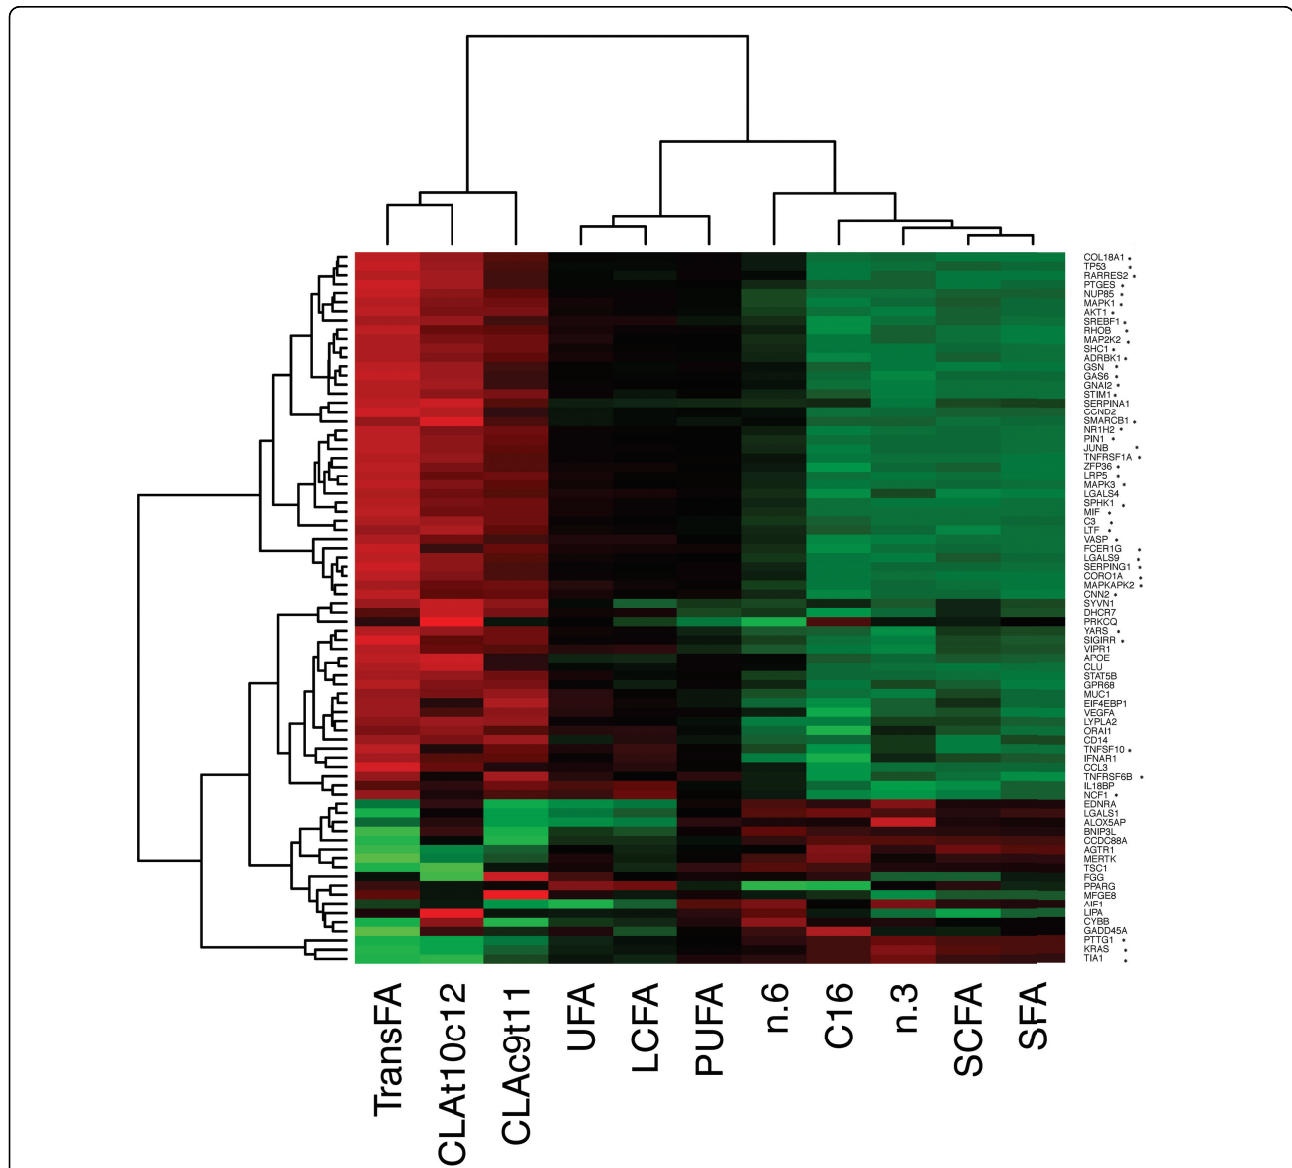 COL18A1 *
TP53 *
RARRES2 *
PTGES *
NUP85 *
MAPK1 *
AKT1 *
SREBF1 *
RHOB *
MAP2K2 *
SHC1 *
ADRBK1 *
GSN *
GAS6 *
GNAI2 *
STIM1 *
SERPINA1
CCND2
SMARCB1 *
NR1H2 *
PIN1 *
JUNB *
TNFRSF1A *
ZFP36 *
LRP5 *
MAPK3 *
LGALS4
SPHK1 *
MIF *
C3 *
LTF *
VASP *
FCER1G *
LGALS9 *
SERPING1 *
CORO1A *
MAPKAPK2 *
CNN2 *
SYVN1
DHCR7
PRKCQ
YARS *
SIGIRR *
VIPR1
APOE
CLU
STAT5B
GPR68
MUC1
EIF4EBP1
VEGFA
LYPLA2
ORAI1
CD14
TNFSF10 *
IFNAR1
CCL3
TNFRSF6B *
IL18BP
NCF1 *
EDNRA
LGALS1
ALOX5AP
BNIP3L
CCDC88A
AGTR1
MERTK
TSC1
FGG
PPARG
MFGE8
AIF1
LIPA
CYBB
GADD45A
PTTG1 *
KRAS *
TIA1 *
TransFA
CLAt10c12
CLAc9t11
UFA
LCFA
PUFA
n.6
C16
n.3
SCFA
SFA